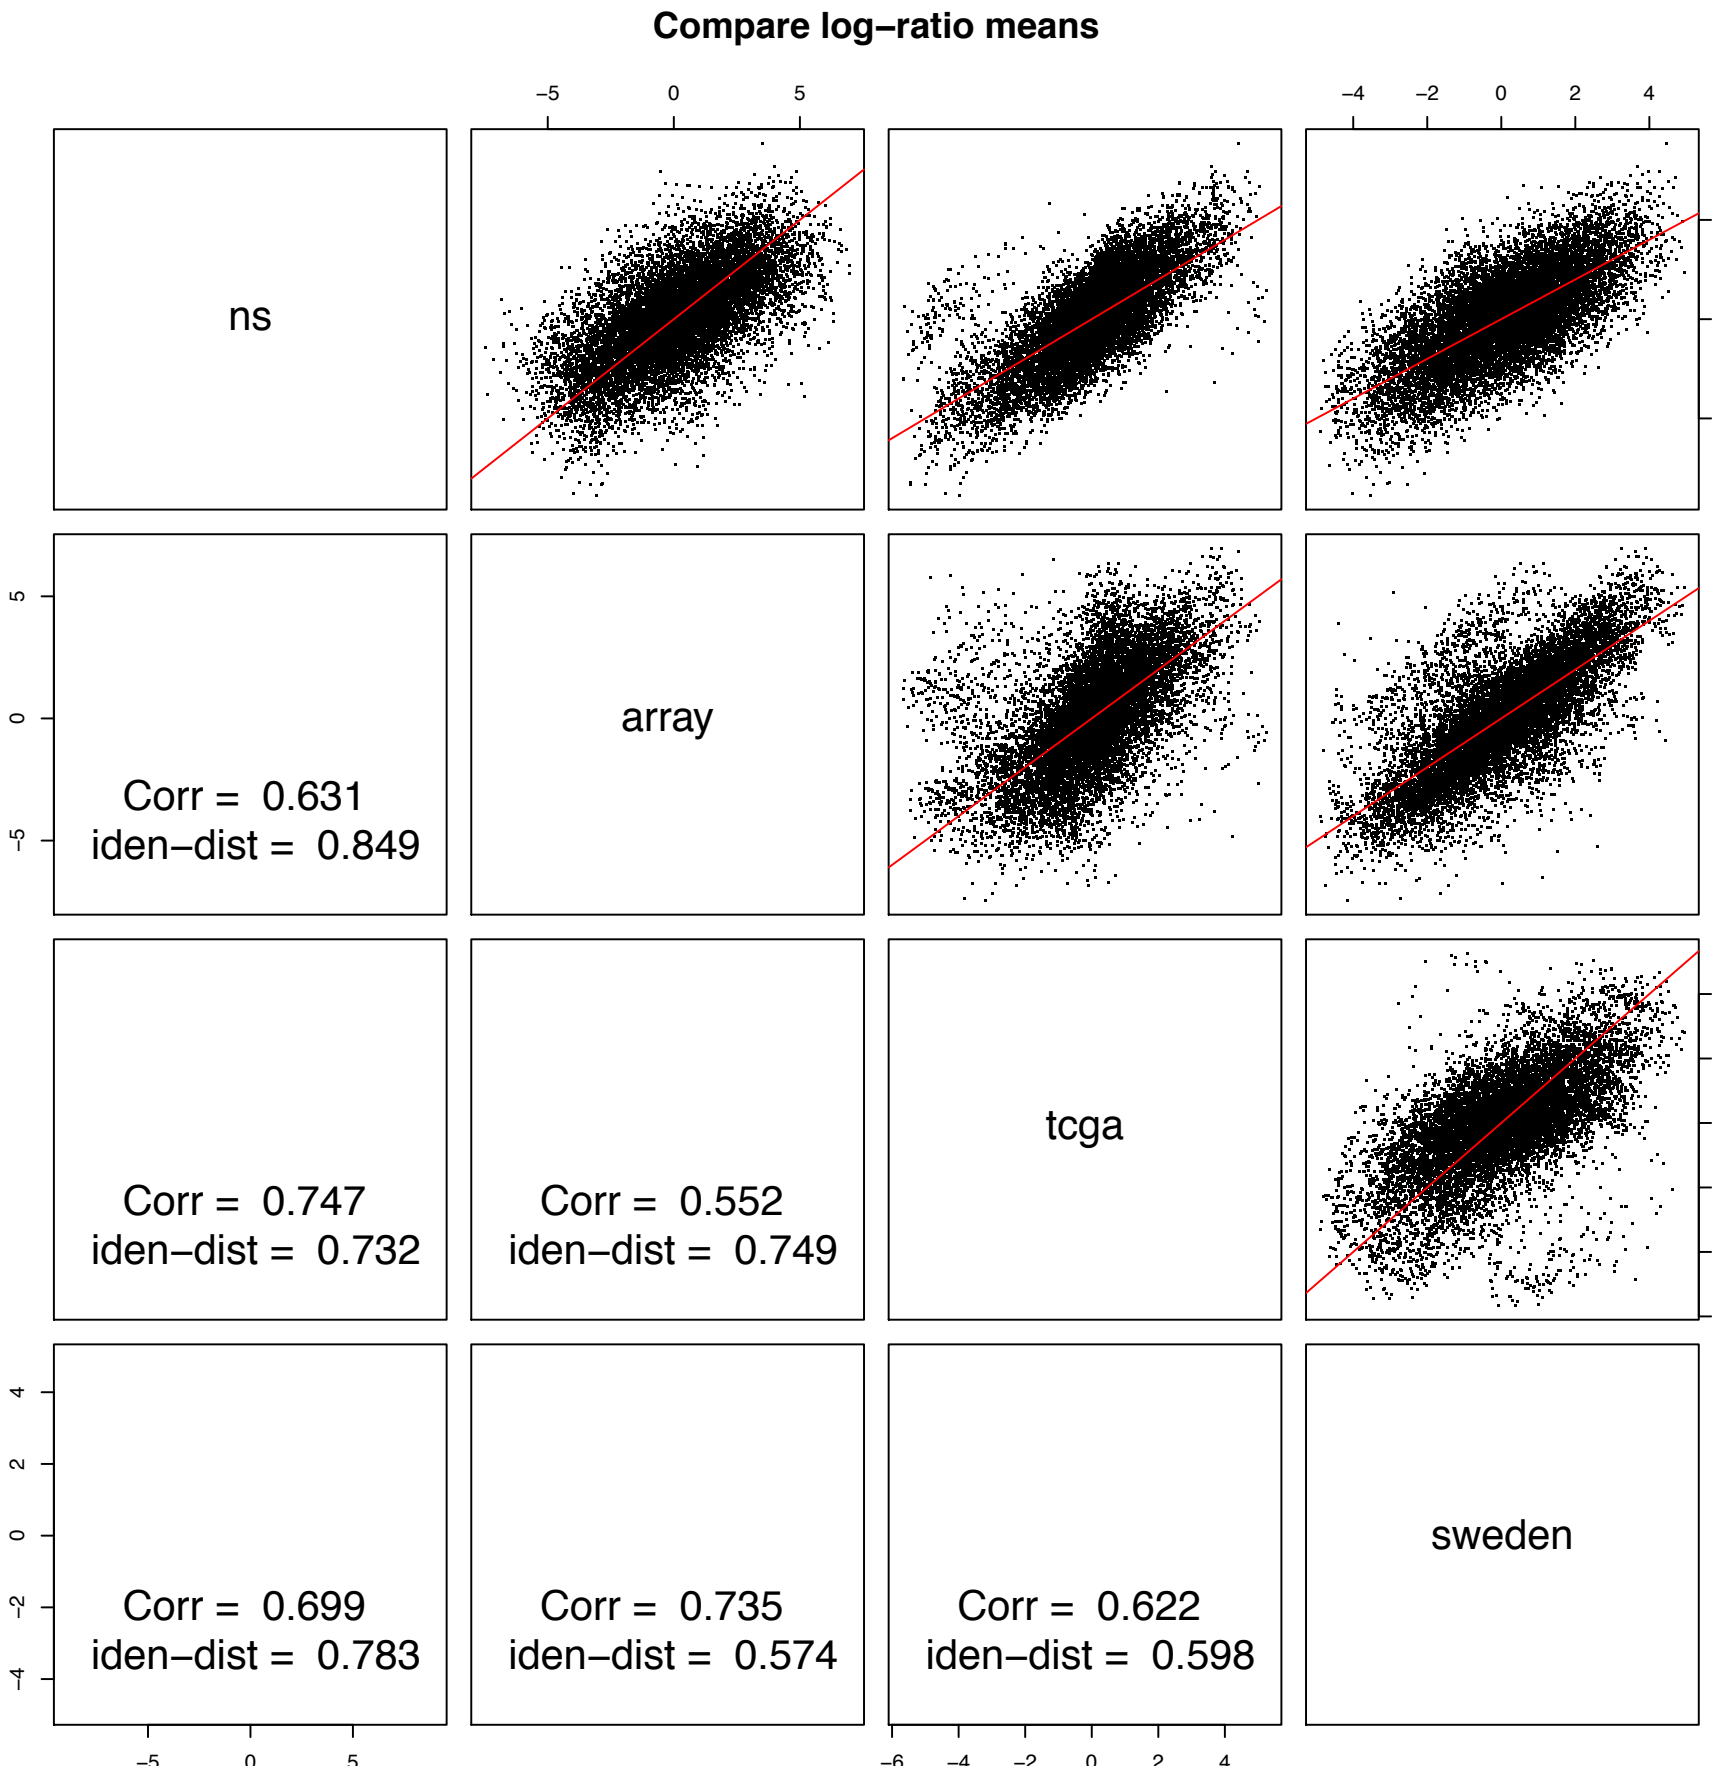 Compare log−ratio means
−5 0 5
−4 −2 0 2 4
ns
5
0
−5
Corr = 0.631
iden−dist = 0.849
array
Corr = 0.747
iden−dist = 0.732
Corr = 0.552
iden−dist = 0.749
tcga
4
2
0
−2
−4
Corr = 0.699
iden−dist = 0.783
Corr = 0.735
iden−dist = 0.574
Corr = 0.622
iden−dist = 0.598
sweden
−5 0 5
−6 −4 −2 0 2 4